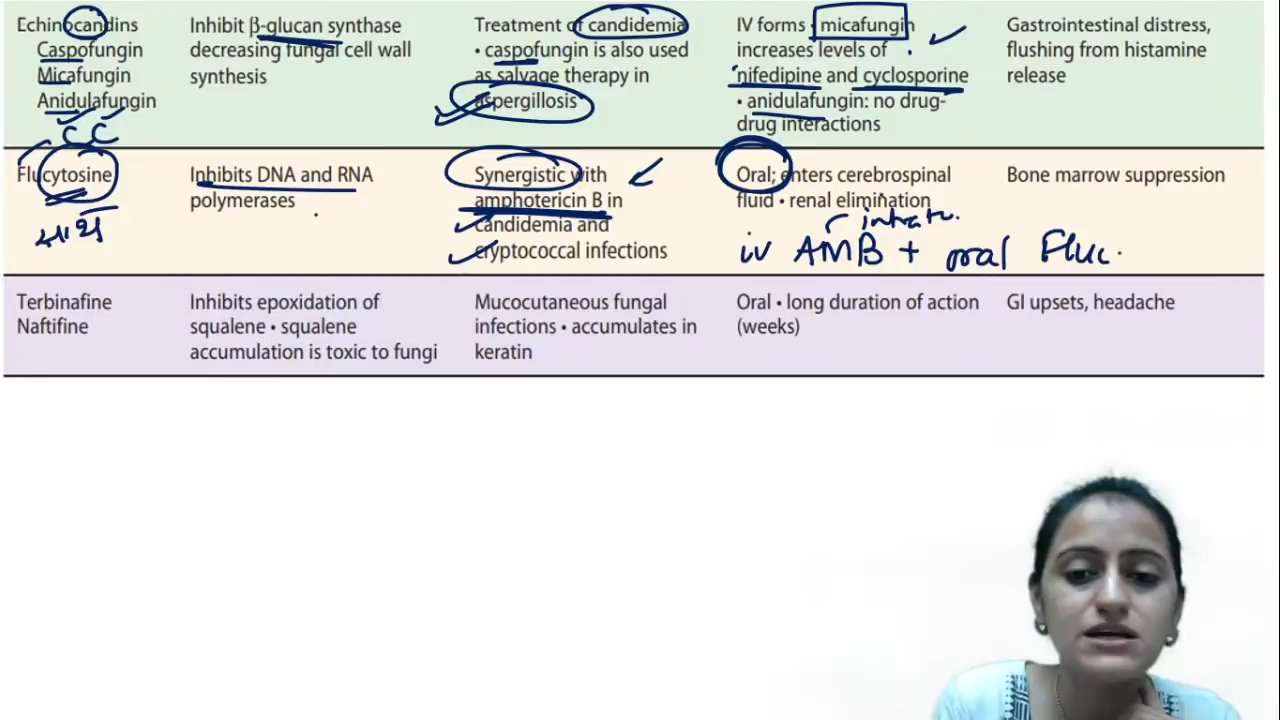 Echinocandins
Caspofungin
Micafungin
Anidulafungin
Inhibit β-glucan synthase
decreasing fungal cell wall
synthesis
Treatment of candidemia
• caspofungin is also used
as salvage therapy in
aspergillosis
IV forms • micafungin
increases levels of
nifedipine and cyclosporine
• anidulafungin: no drug-
drug interactions
Gastrointestinal distress,
flushing from histamine
release
C C
Flucytosine
Inhibits DNA and RNA
polymerases
Synergistic with
amphotericin B in
candidemia and
cryptococcal infections
Oral; enters cerebrospinal
fluid • renal elimination
Bone marrow suppression
iv AMB + oral Fluc.
Terbinafine
Naftifine
Inhibits epoxidation of
squalene • squalene
accumulation is toxic to fungi
Mucocutaneous fungal
infections • accumulates in
keratin
Oral • long duration of action
(weeks)
GI upsets, headache